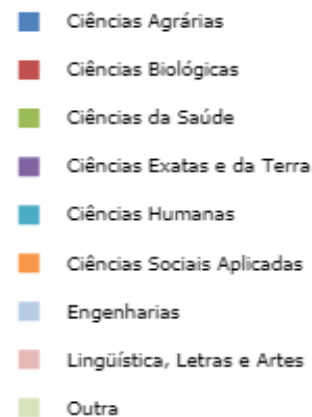 Ciências Agrárias
Ciências Biológicas
Ciências da Saúde
Ciências Exatas e da Terra
Ciências Humanas
Ciências Sociais Aplicadas
Engenharias
Lingüística, Letras e Artes
Outra